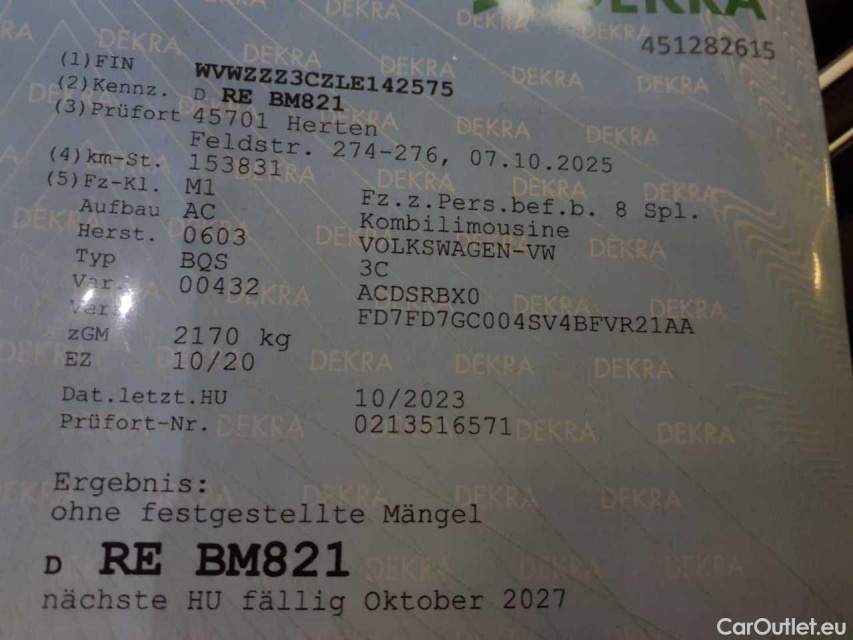 DEKRA
451282615
(1)FIN WVWZZZ3CZLE142575
(2)Kennz. D RE BM821
(3)Prüfort 45701 Herten
Feldstr. 274-276, 07.10.2025
(4)km-St. 153831
(5)Fz-Kl. M1 Fz.z.Pers.bef.b. 8 Spl.
Aufbau AC Kombilimousine
Herst. 0603 VOLKSWAGEN-VW
Typ BQS 3C
Var. 00432 ACDSRBX0
Ver. FD7FD7GC004SV4BFVR21AA
zGM 2170 kg
EZ 10/20
Dat.letzt.HU 10/2023
Prüfort-Nr. 0213516571
Ergebnis:
ohne festgestellte Mängel
D RE BM821
nächste HU fällig Oktober 2027
CarOutlet.eu